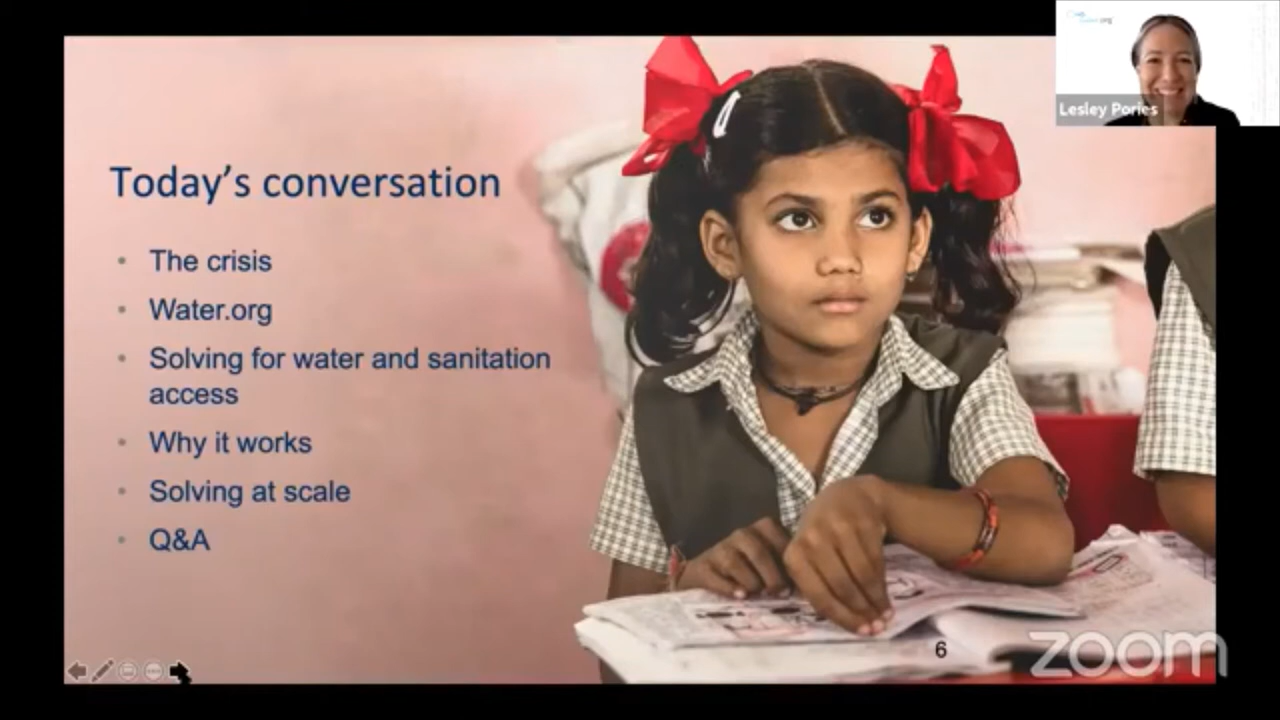 Lesley Pories
Today's conversation
• The crisis
• Water.org
• Solving for water and sanitation
access
• Why it works
• Solving at scale
• Q&A
6
zoom